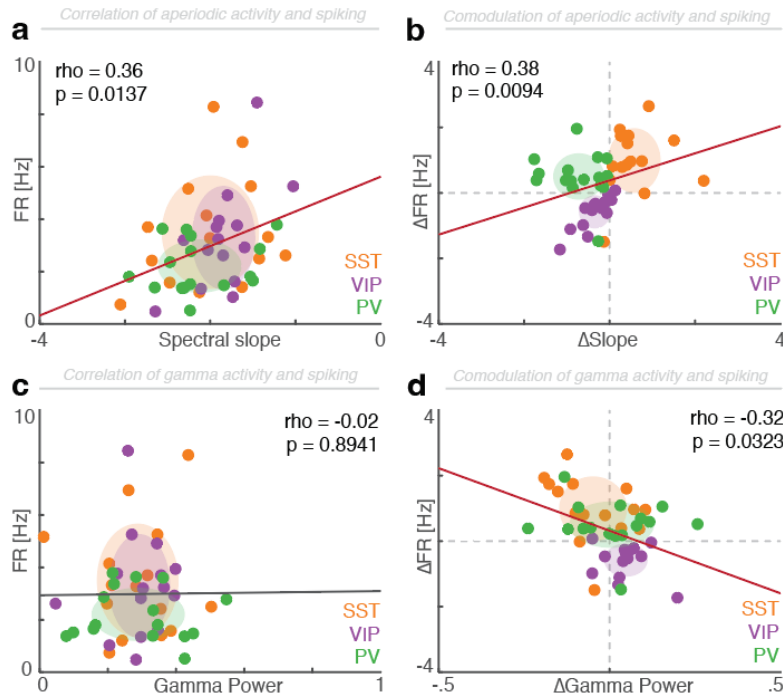 a
Correlation of aperiodic activity and spiking
10
rho = 0.36
p = 0.0137
FR [Hz]
SST
VIP
PV
0
-4
Spectral slope
0
b
Comodulation of aperiodic activity and spiking
4
rho = 0.38
p = 0.0094
ΔFR [Hz]
SST
VIP
PV
-4
-4
ΔSlope
4
c
Correlation of gamma activity and spiking
10
rho = -0.02
p = 0.8941
FR [Hz]
SST
VIP
PV
0
0
Gamma Power
1
d
Comodulation of gamma activity and spiking
4
rho = -0.32
p = 0.0323
ΔFR [Hz]
SST
VIP
PV
-4
-.5
ΔGamma Power
.5